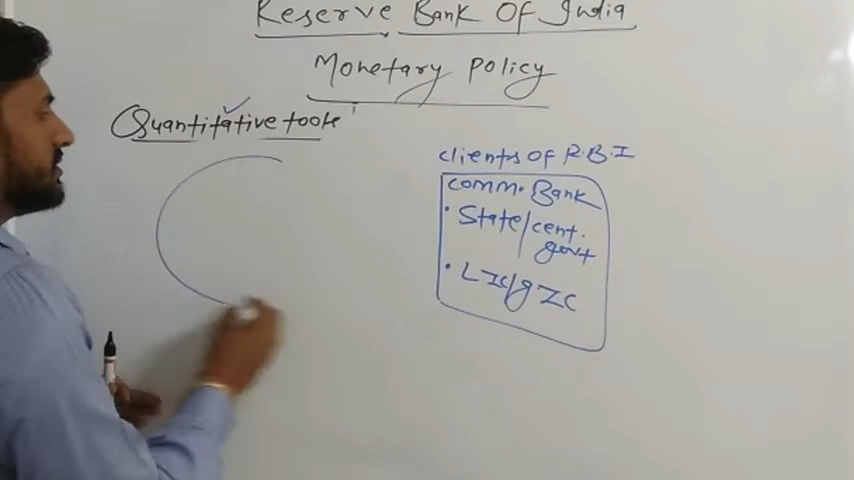 Reserve Bank Of India
Monetary Policy
Quantitative tools
clients of R.B.I
comm. Bank
• State/cent.
govt
• LIC/GIC